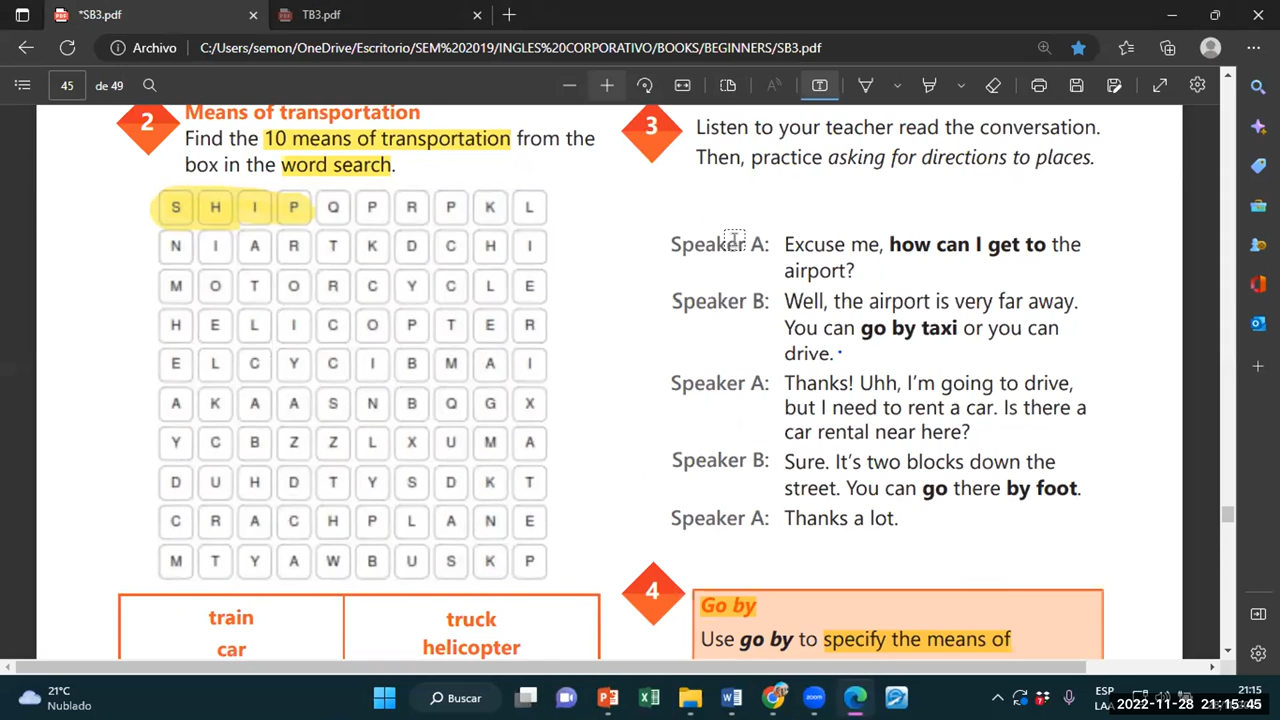 *SB3.pdf
TB3.pdf
Archivo
C:/Users/semon/OneDrive/Escritorio/SEM%202019/INGLES%20CORPORATIVO/BOOKS/BEGINNERS/SB3.pdf
45 de 49
2
Means of transportation
Find the 10 means of transportation from the
box in the word search.
S H I P Q P R P K L
N I A R T K D C H I
M O T O R C Y C L E
H E L I C O P T E R
E L C Y C I B M A I
A K A A S N B Q G X
Y C B Z Z L X U M A
D U H D T Y S D K T
C R A C H P L A N E
M T Y A W B U S K P
train
car
truck
helicopter
3
Listen to your teacher read the conversation.
Then, practice asking for directions to places.
Speaker A: Excuse me, how can I get to the
airport?
Speaker B: Well, the airport is very far away.
You can go by taxi or you can
drive.
Speaker A: Thanks! Uhh, I'm going to drive,
but I need to rent a car. Is there a
car rental near here?
Speaker B: Sure. It's two blocks down the
street. You can go there by foot.
Speaker A: Thanks a lot.
4
Go by
Use go by to specify the means of
21°C
Nublado
Buscar
zoom
ESP
LAA
21:15
2022-11-28 21:15:45